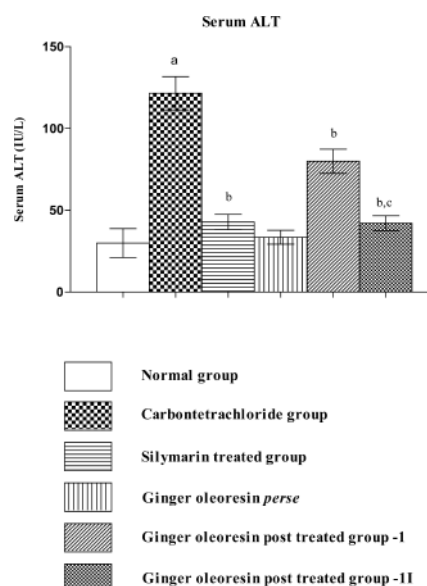 Serum ALT
Serum ALT (IU/L)
150
100
50
0
a
b
b
b,c
Normal group
Carbontetrachloride group
Silymarin treated group
Ginger oleoresin perse
Ginger oleoresin post treated group -1
Ginger oleoresin post treated group -1I